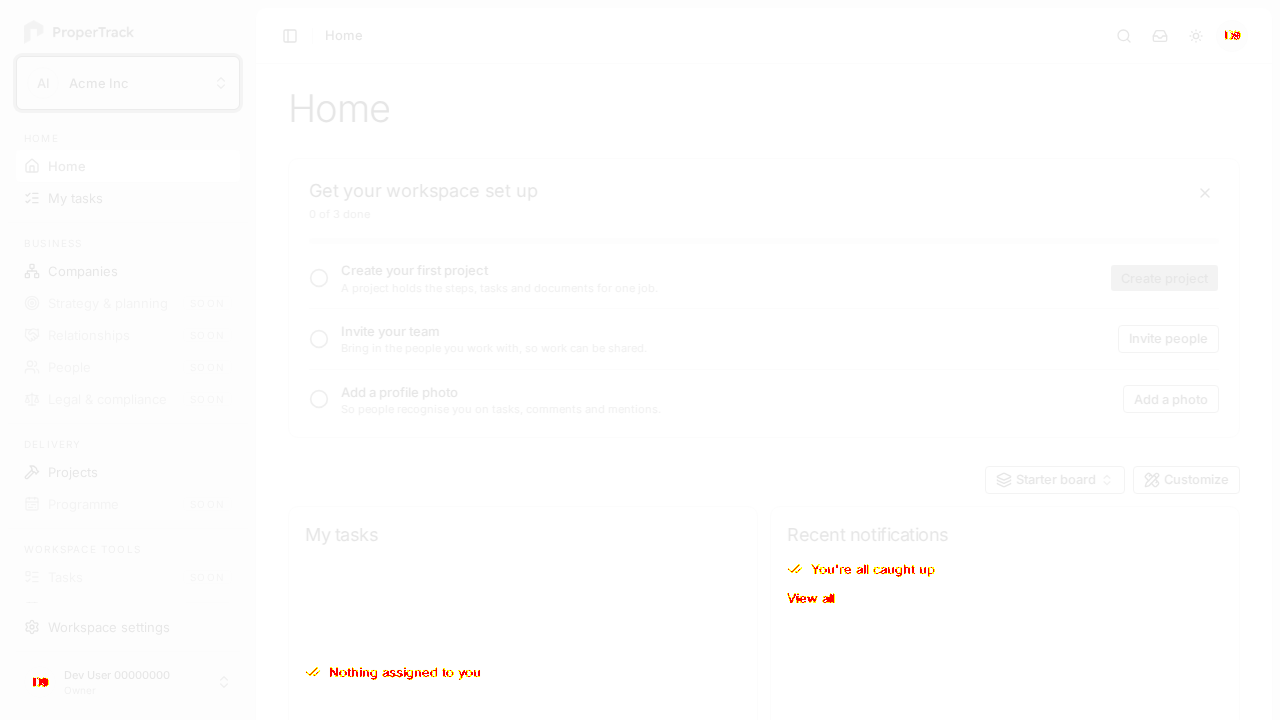 ProperTrack
Home
AI Acme Inc
Home
HOME
Home
My tasks
Get your workspace set up
0 of 3 done
BUSINESS
Companies
Create your first project
A project holds the steps, tasks and documents for one job.
Create project
Strategy & planning SOON
Relationships SOON
Invite your team
Bring in the people you work with, so work can be shared.
Invite people
People SOON
Legal & compliance SOON
Add a profile photo
So people recognise you on tasks, comments and mentions.
Add a photo
DELIVERY
Projects
Programme SOON
Starter board
Customize
WORKSPACE TOOLS
Tasks SOON
My tasks
Nothing assigned to you
Recent notifications
You're all caught up
View all
Workspace settings
Dev User 00000000
Owner